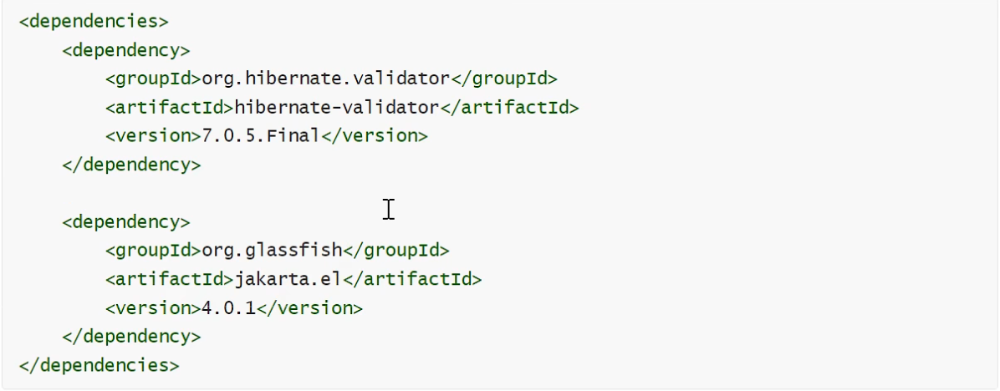 <dependencies>
    <dependency>
        <groupId>org.hibernate.validator</groupId>
        <artifactId>hibernate-validator</artifactId>
        <version>7.0.5.Final</version>
    </dependency>

    <dependency>
        <groupId>org.glassfish</groupId>
        <artifactId>jakarta.el</artifactId>
        <version>4.0.1</version>
    </dependency>
</dependencies>